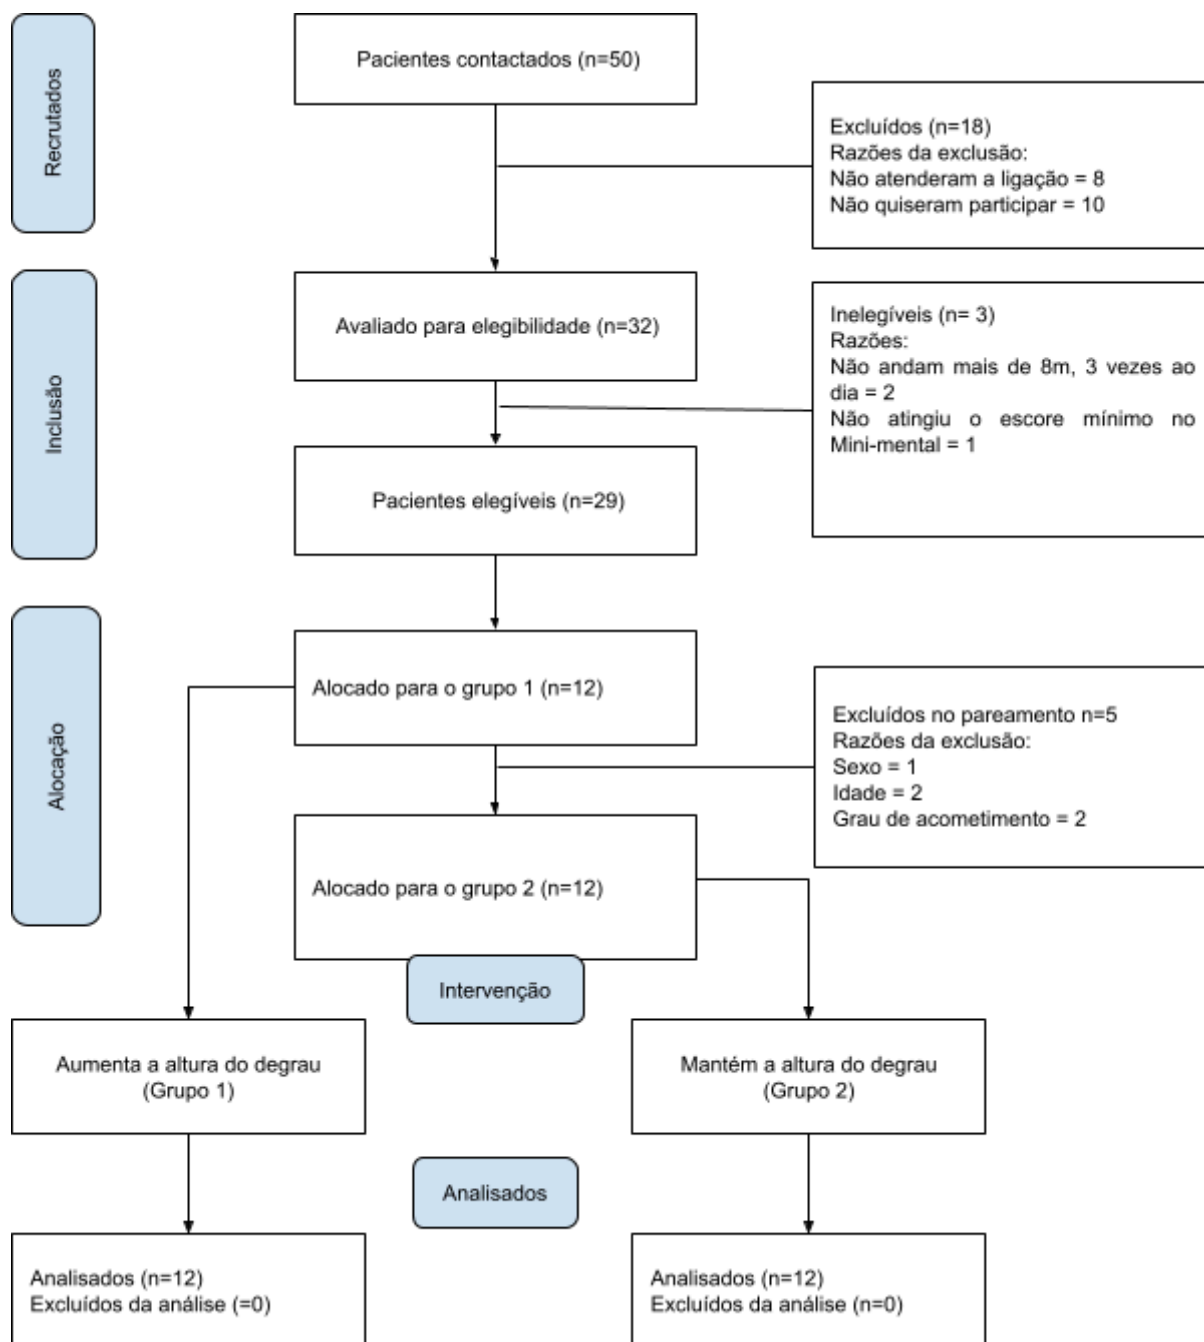 Recrutados
Pacientes contactados (n=50)
Excluídos (n=18)
Razões da exclusão:
Não atenderam a ligação = 8
Não quiseram participar = 10
Inclusão
Avaliado para elegibilidade (n=32)
Inelegíveis (n= 3)
Razões:
Não andam mais de 8m, 3 vezes ao
dia = 2
Não atingiu o escore mínimo no
Mini-mental = 1
Pacientes elegíveis (n=29)
Alocação
Alocado para o grupo 1 (n=12)
Excluídos no pareamento n=5
Razões da exclusão:
Sexo = 1
Idade = 2
Grau de acometimento = 2
Alocado para o grupo 2 (n=12)
Intervenção
Aumenta a altura do degrau
(Grupo 1)
Mantém a altura do degrau
(Grupo 2)
Analisados
Analisados (n=12)
Excluídos da análise (=0)
Analisados (n=12)
Excluídos da análise (n=0)